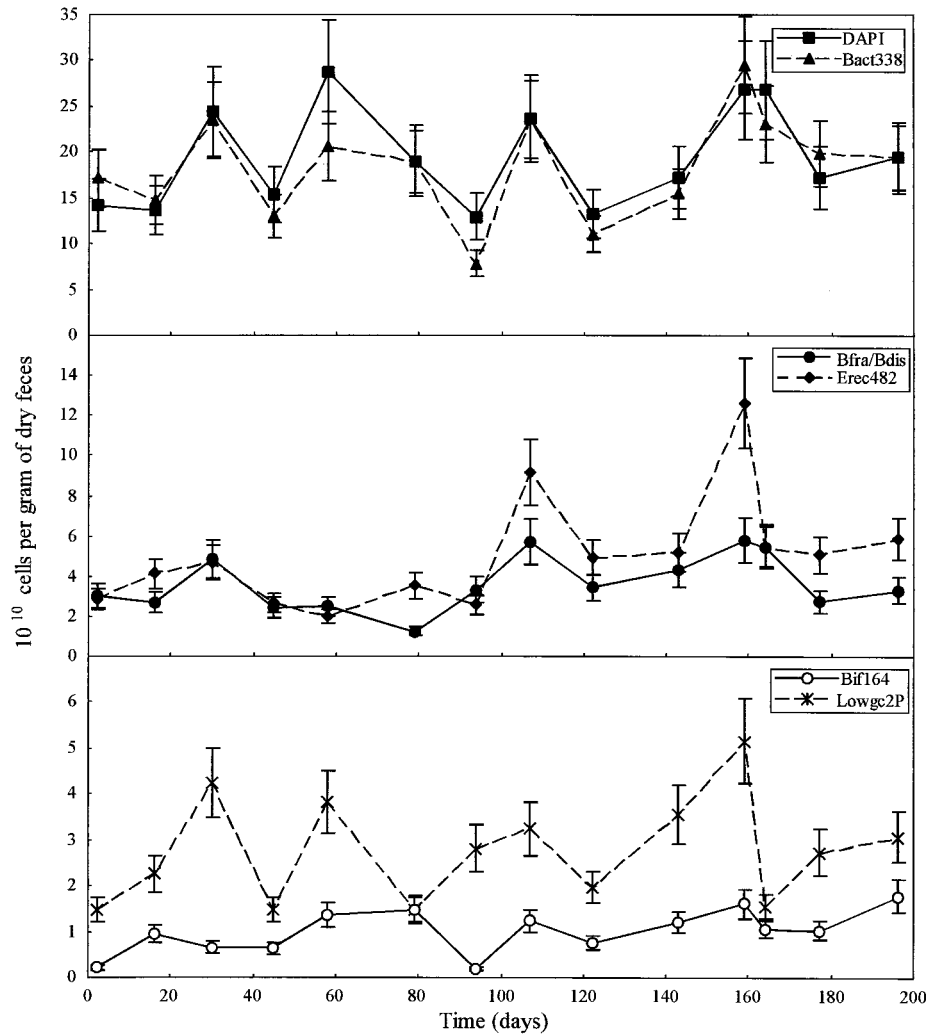 35
30
25
20
15
10
5
0
DAPI
Bact338
14
12
10
8
6
4
2
0
Bfra/Bdis
Erec482
10 10 cells per gram of dry feces
6
5
4
3
2
1
0
Bif164
Lowgc2P
0 20 40 60 80 100 120 140 160 180 200
Time (days)